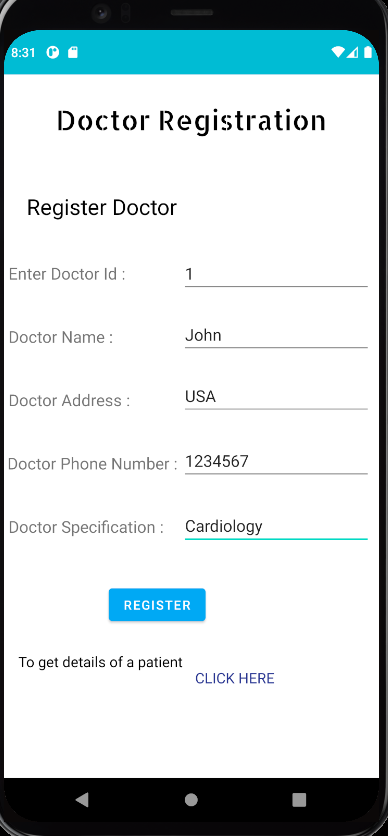 8:31
Doctor Registration
Register Doctor
Enter Doctor Id : 1
Doctor Name : John
Doctor Address : USA
Doctor Phone Number : 1234567
Doctor Specification : Cardiology
REGISTER
To get details of a patient
CLICK HERE